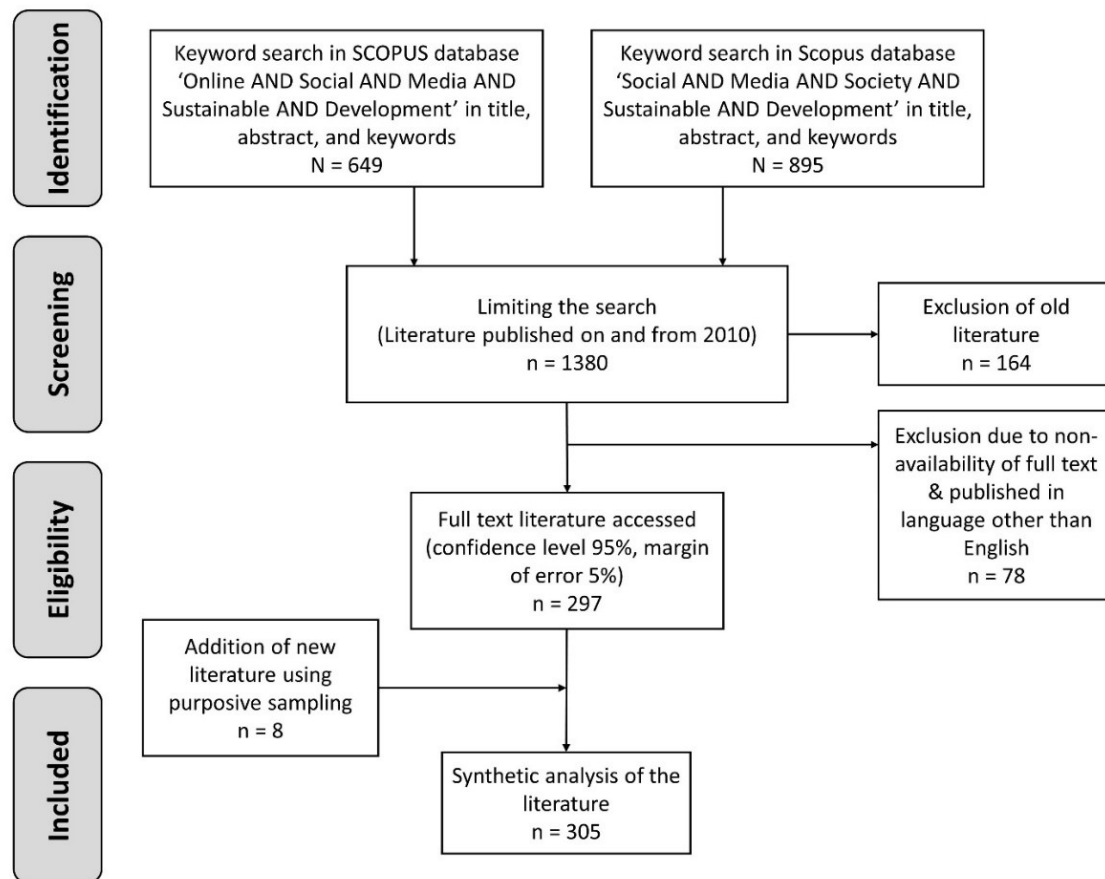 Identification
Keyword search in SCOPUS database
‘Online AND Social AND Media AND
Sustainable AND Development’ in title,
abstract, and keywords
N = 649
Keyword search in Scopus database
‘Social AND Media AND Society AND
Sustainable AND Development’ in title,
abstract, and keywords
N = 895
Screening
Limiting the search
(Literature published on and from 2010)
n = 1380
Exclusion of old
literature
n = 164
Exclusion due to non-
availability of full text
& published in
language other than
English
n = 78
Eligibility
Full text literature accessed
(confidence level 95%, margin
of error 5%)
n = 297
Addition of new
literature using
purposive sampling
n = 8
Included
Synthetic analysis of the
literature
n = 305